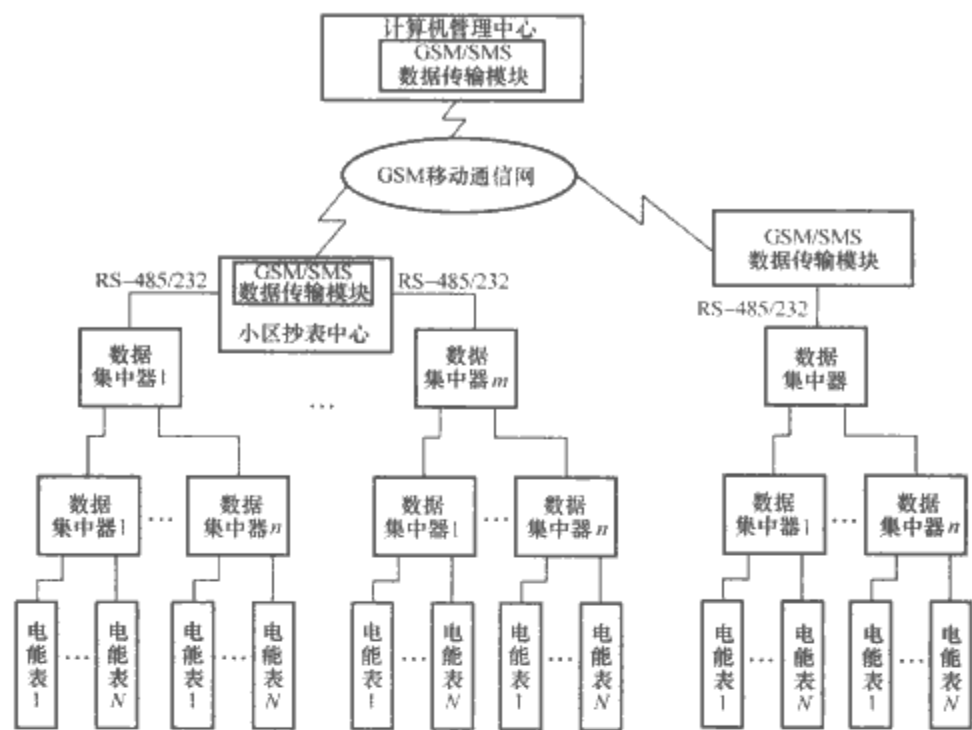 计算机管理中心
GSM/SMS
数据传输模块
GSM移动通信网
GSM/SMS
数据传输模块
RS-485/232
GSM/SMS
数据传输模块
小区抄表中心
RS-485/232
RS-485/232
数据
集中器1
…
数据
集中器m
数据
集中器
数据
集中器1
…
数据
集中器n
数据
集中器1
…
数据
集中器n
数据
集中器1
…
数据
集中器n
电能表1
…
电能表N
电能表1
…
电能表N
电能表1
…
电能表N
电能表1
…
电能表N
电能表1
…
电能表N
电能表1
…
电能表N